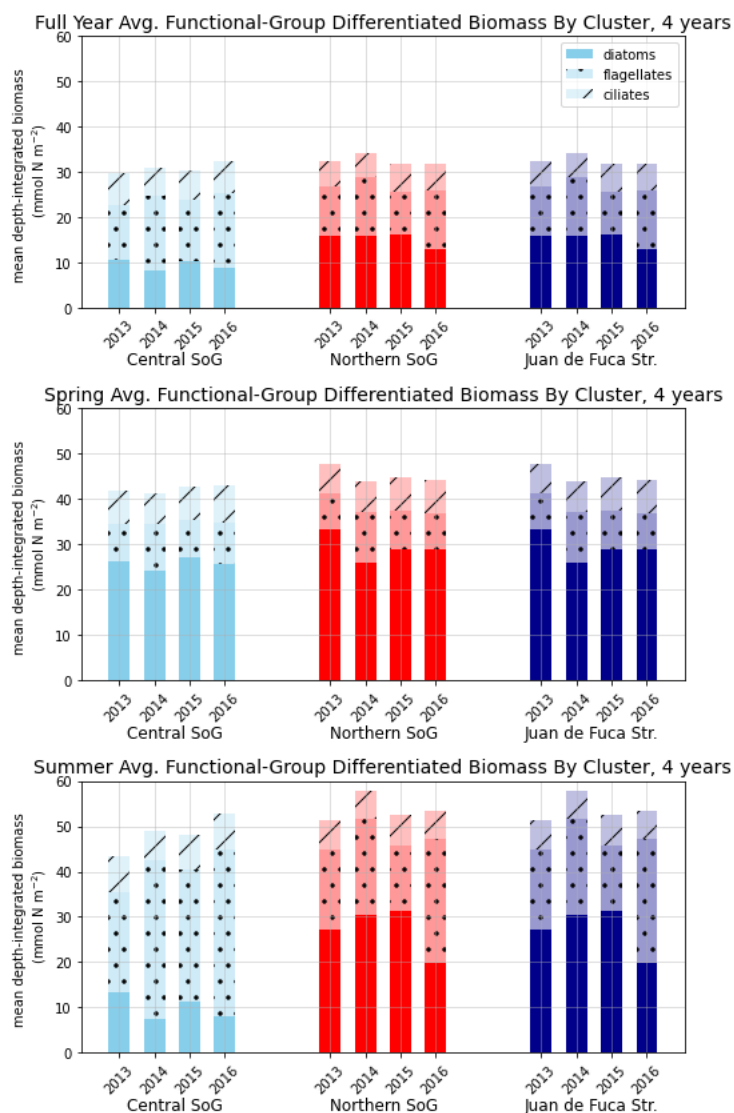 Full Year Avg. Functional-Group Differentiated Biomass By Cluster, 4 years
mean depth-integrated biomass
(mmol N m⁻²)
60
50
40
30
20
10
0
diatoms
flagellates
ciliates
2013 2014 2015 2016 2013 2014 2015 2016 2013 2014 2015 2016
Central SoG Northern SoG Juan de Fuca Str.
Spring Avg. Functional-Group Differentiated Biomass By Cluster, 4 years
mean depth-integrated biomass
(mmol N m⁻²)
60
50
40
30
20
10
0
2013 2014 2015 2016 2013 2014 2015 2016 2013 2014 2015 2016
Central SoG Northern SoG Juan de Fuca Str.
Summer Avg. Functional-Group Differentiated Biomass By Cluster, 4 years
mean depth-integrated biomass
(mmol N m⁻²)
60
50
40
30
20
10
0
2013 2014 2015 2016 2013 2014 2015 2016 2013 2014 2015 2016
Central SoG Northern SoG Juan de Fuca Str.